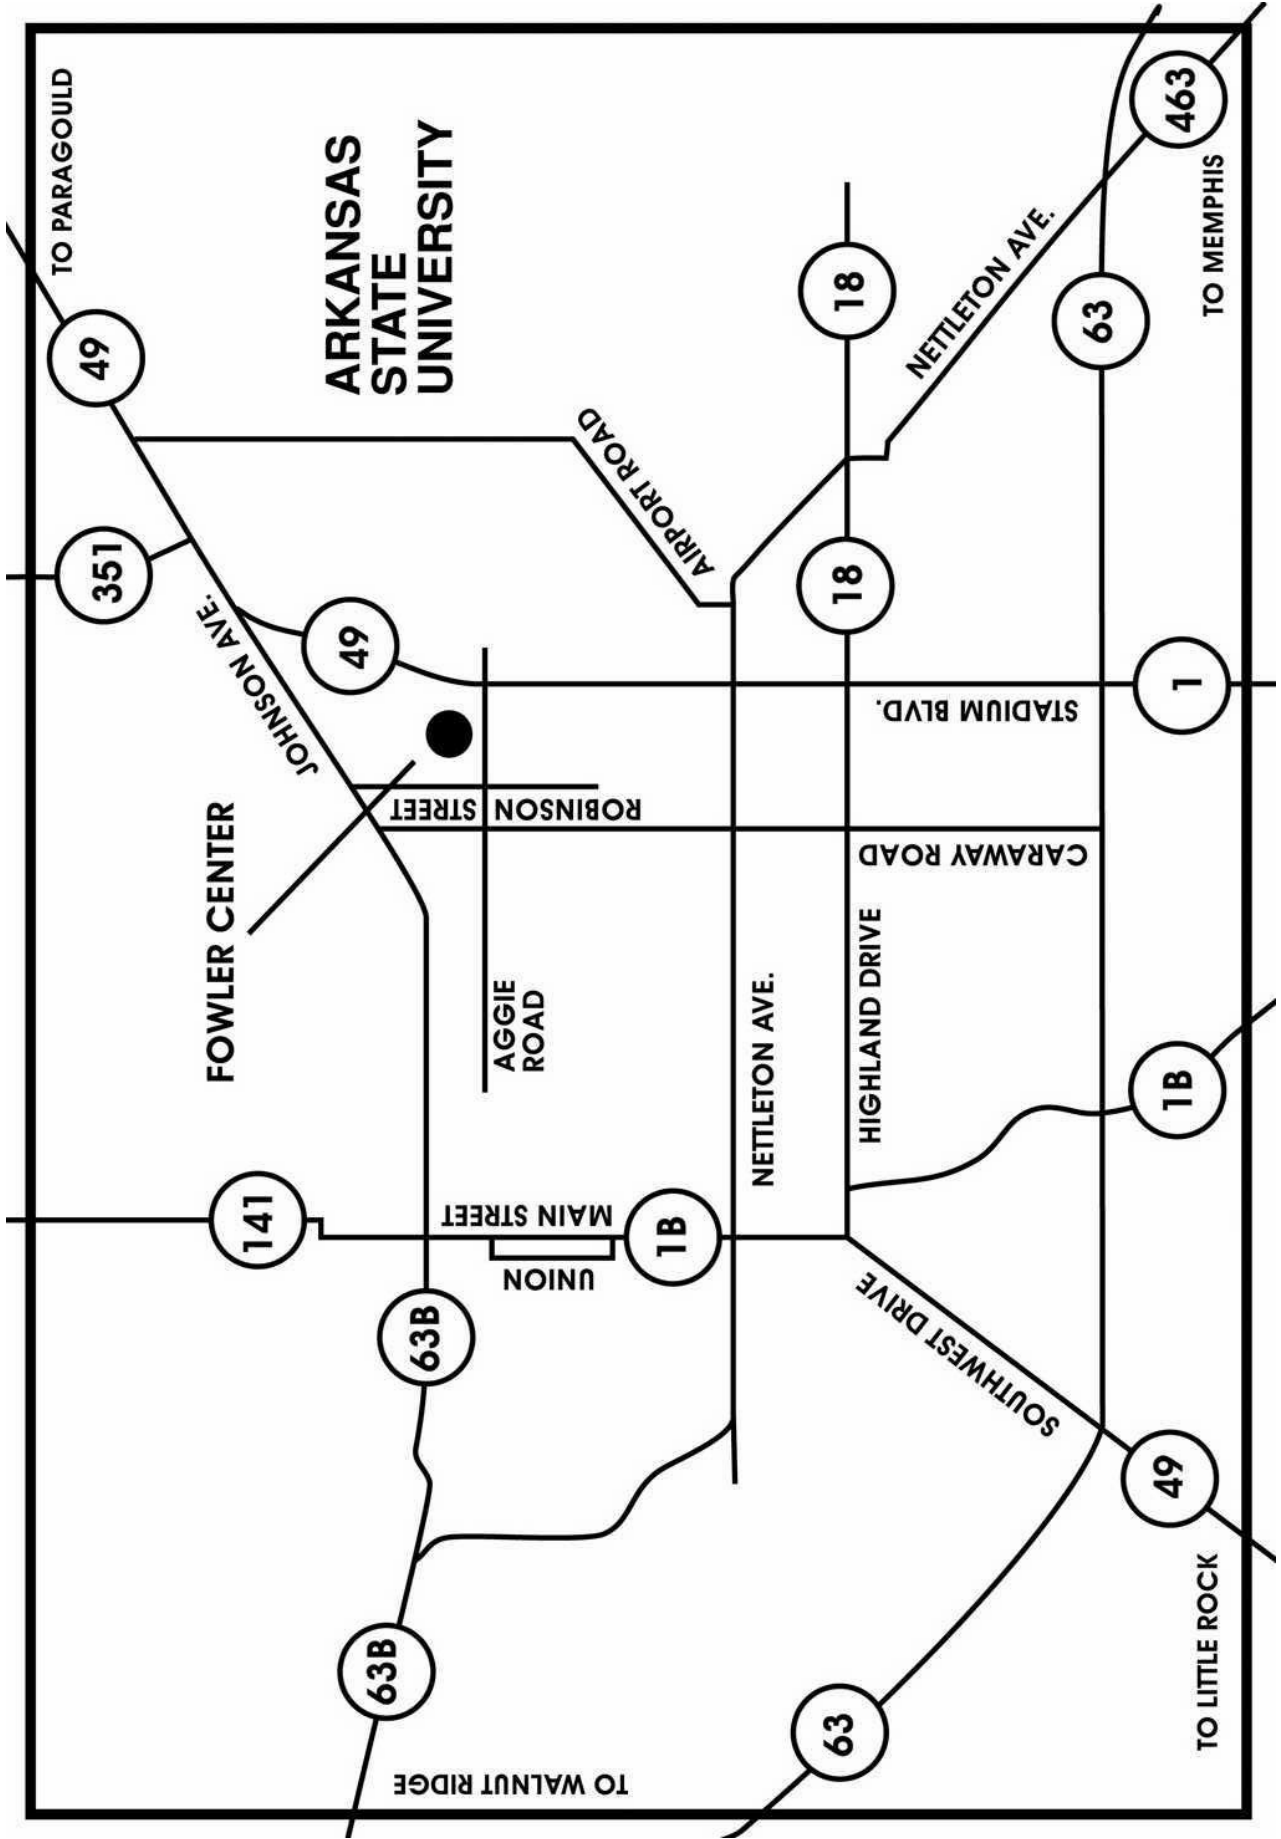 TO PARAGOULD
49
351
141
FOWLER CENTER
JOHNSON AVE.
ARKANSAS
STATE
UNIVERSITY
49
63B
63B
TO WALNUT RIDGE
MAIN STREET
UNION
AGGIE
ROAD
ROBINSON STREET
AIRPORT ROAD
1B
NETTLETON AVE.
63
HIGHLAND DRIVE
18
18
SOUTHWEST DRIVE
CARAWAY ROAD
STADIUM BLVD.
NETTLETON AVE.
63
49
1B
1
463
TO LITTLE ROCK
TO MEMPHIS